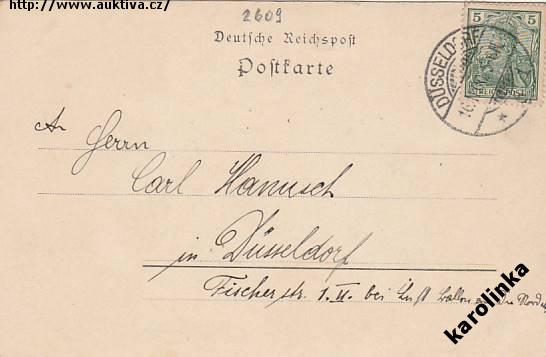 http://www.auktiva.cz/
2609
5 5
Deutsche Reichspost
Postkarte
REICHSPOST
DÜSSELDORF
An
Herrn
Carl Hanusch
in Düsseldorf
Fischerstr. 1. II. bei
karolinka